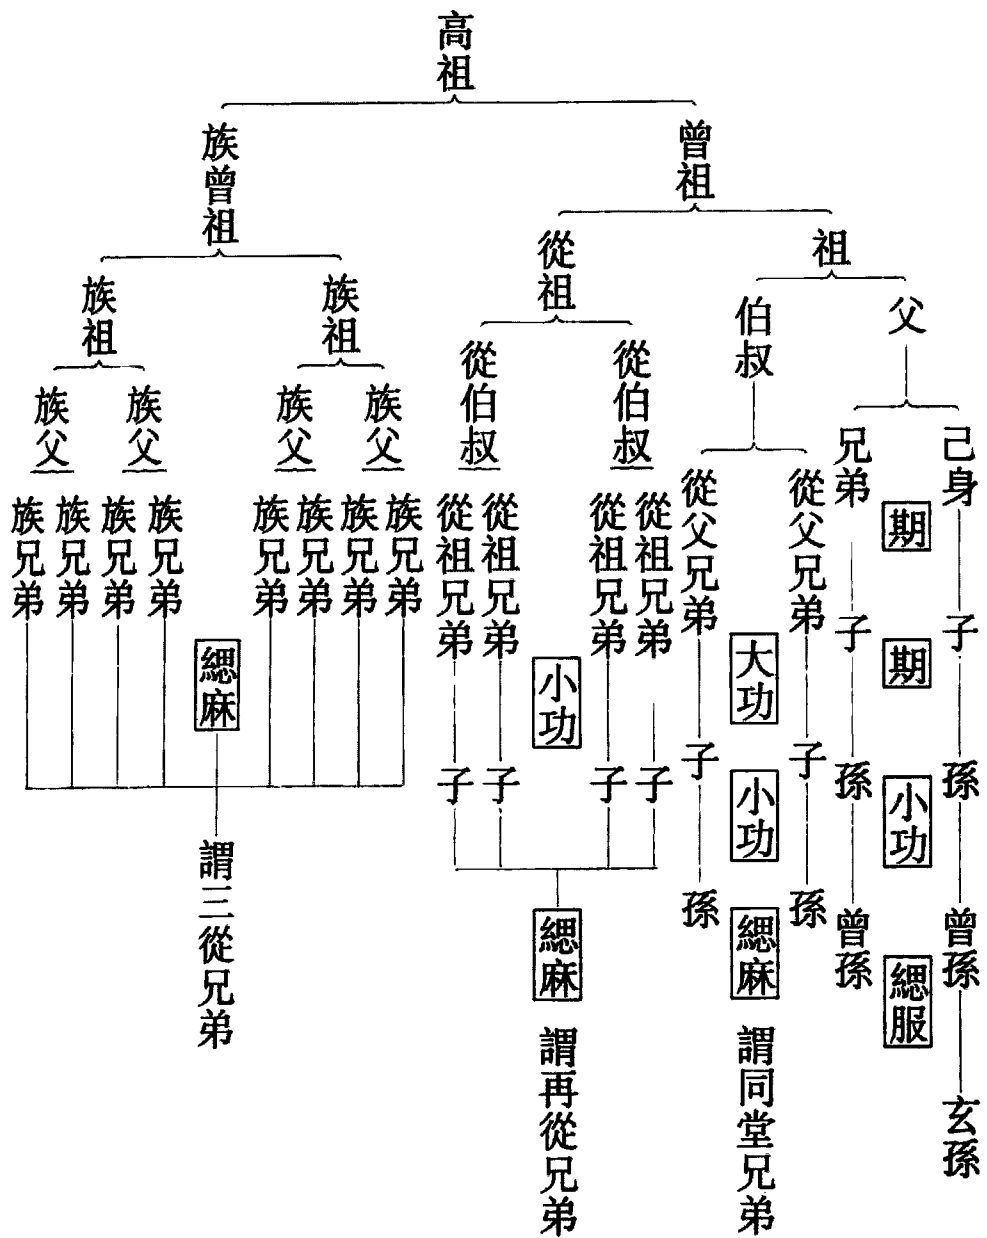 高祖
曾祖
族曾祖
祖
從祖
族祖
族祖
父
伯叔
從伯叔
從伯叔
族父
族父
族父
族父
己身
兄弟
從父兄弟
從父兄弟
從祖兄弟
從祖兄弟
從祖兄弟
從祖兄弟
族兄弟
族兄弟
族兄弟
族兄弟
族兄弟
族兄弟
族兄弟
族兄弟
期
子
子
期
孫
孫
小功
曾孫
曾孫
緦服
玄孫
大功
子
子
小功
孫
孫
緦麻
謂同堂兄弟
小功
子
子
子
子
緦麻
謂再從兄弟
緦麻
謂三從兄弟